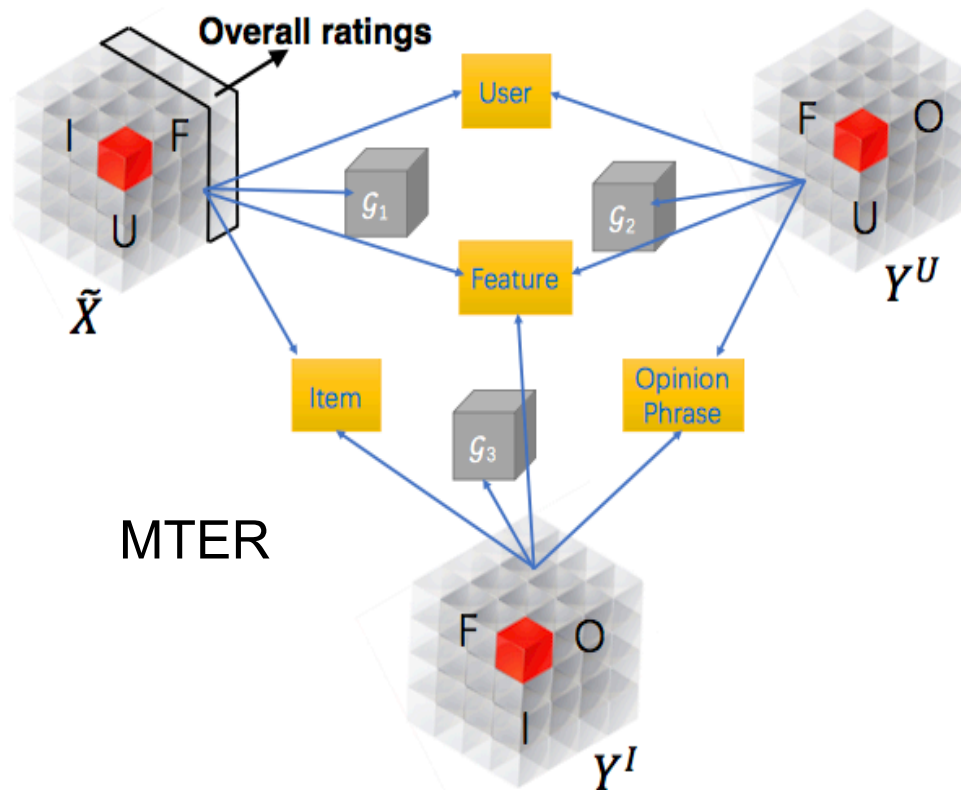 Overall ratings
User
I F
U
F O
U
𝒢₁
𝒢₂
X̃
Feature
Y^U
Item
Opinion
Phrase
𝒢₃
MTER
F O
I
Y^I